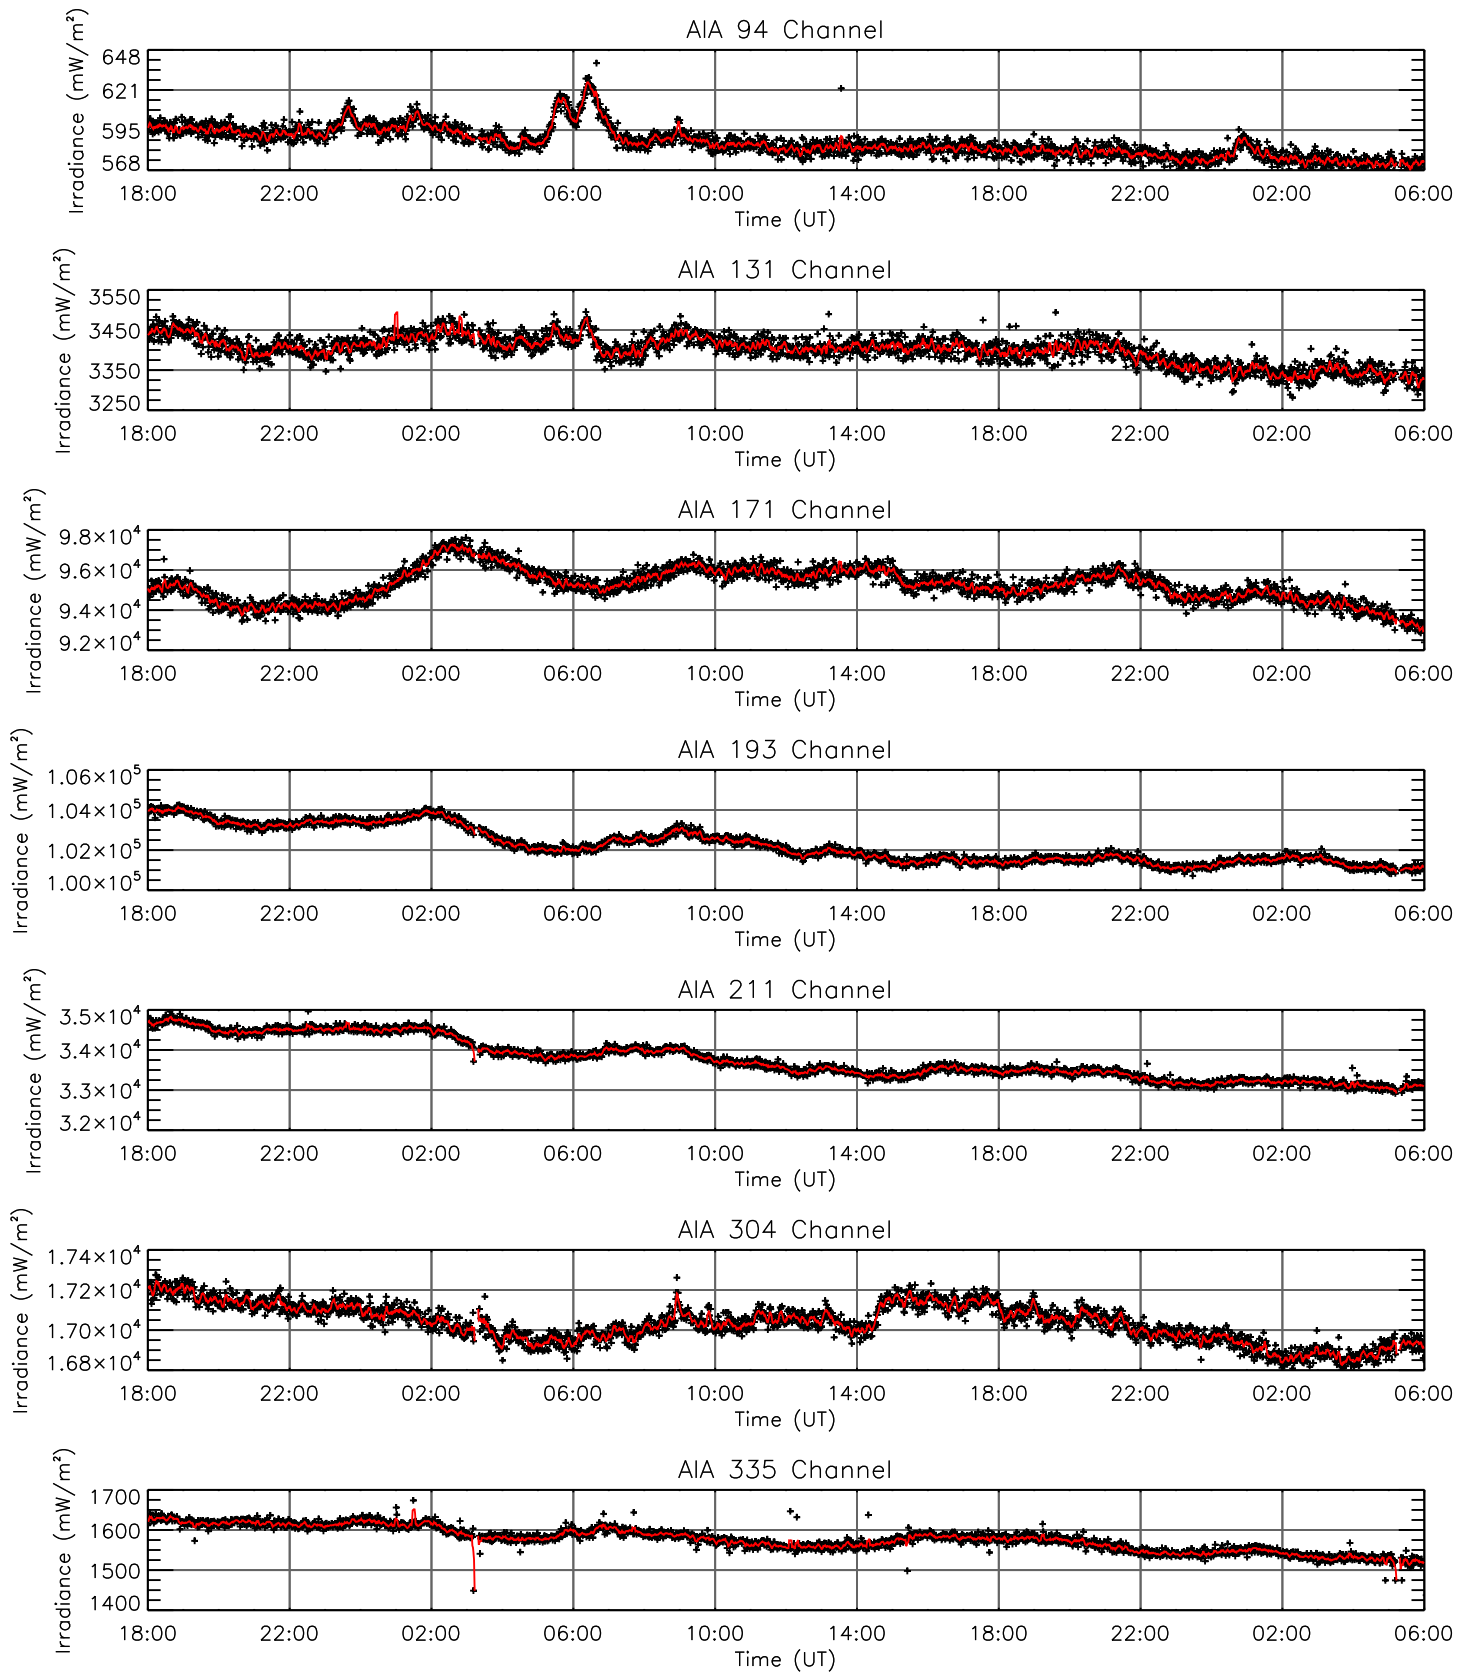 AIA 94 Channel
Irradiance (mW/m²)
648
621
595
568
18:00 22:00 02:00 06:00 10:00 14:00 18:00 22:00 02:00 06:00
Time (UT)
AIA 131 Channel
Irradiance (mW/m²)
3550
3450
3350
3250
18:00 22:00 02:00 06:00 10:00 14:00 18:00 22:00 02:00 06:00
Time (UT)
AIA 171 Channel
Irradiance (mW/m²)
9.8×10⁴
9.6×10⁴
9.4×10⁴
9.2×10⁴
18:00 22:00 02:00 06:00 10:00 14:00 18:00 22:00 02:00 06:00
Time (UT)
AIA 193 Channel
Irradiance (mW/m²)
1.06×10⁵
1.04×10⁵
1.02×10⁵
1.00×10⁵
18:00 22:00 02:00 06:00 10:00 14:00 18:00 22:00 02:00 06:00
Time (UT)
AIA 211 Channel
Irradiance (mW/m²)
3.5×10⁴
3.4×10⁴
3.3×10⁴
3.2×10⁴
18:00 22:00 02:00 06:00 10:00 14:00 18:00 22:00 02:00 06:00
Time (UT)
AIA 304 Channel
Irradiance (mW/m²)
1.74×10⁴
1.72×10⁴
1.70×10⁴
1.68×10⁴
18:00 22:00 02:00 06:00 10:00 14:00 18:00 22:00 02:00 06:00
Time (UT)
AIA 335 Channel
Irradiance (mW/m²)
1700
1600
1500
1400
18:00 22:00 02:00 06:00 10:00 14:00 18:00 22:00 02:00 06:00
Time (UT)